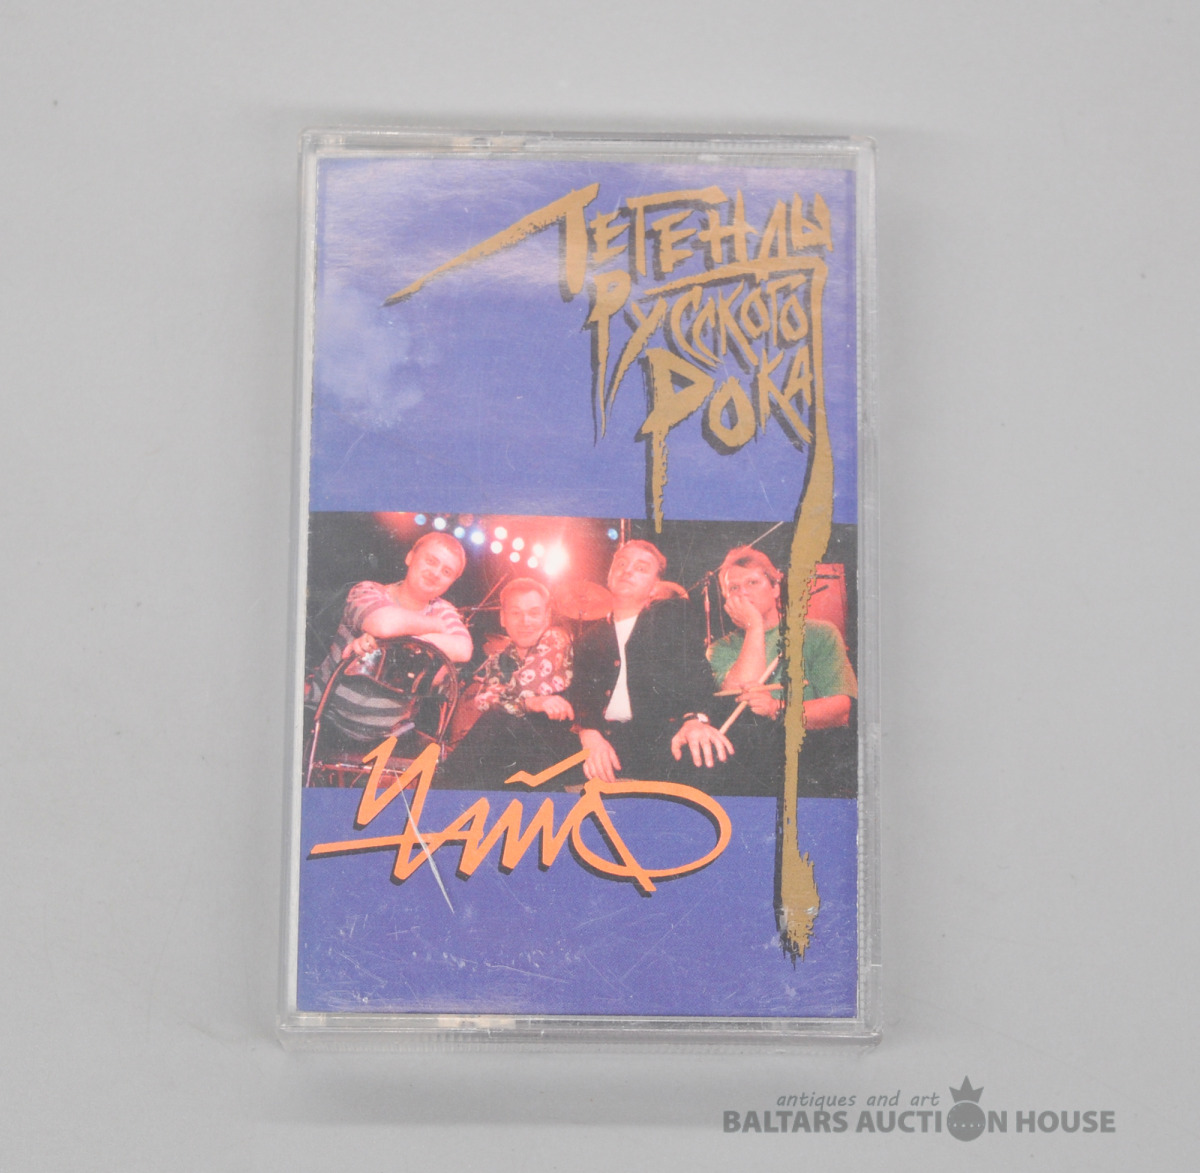 Легенды
Русского
Рока
Чайф
antiques and art
BALTARS AUCTION HOUSE